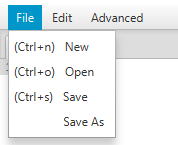 File Edit Advanced
(Ctrl+n) New
(Ctrl+o) Open
(Ctrl+s) Save
Save As